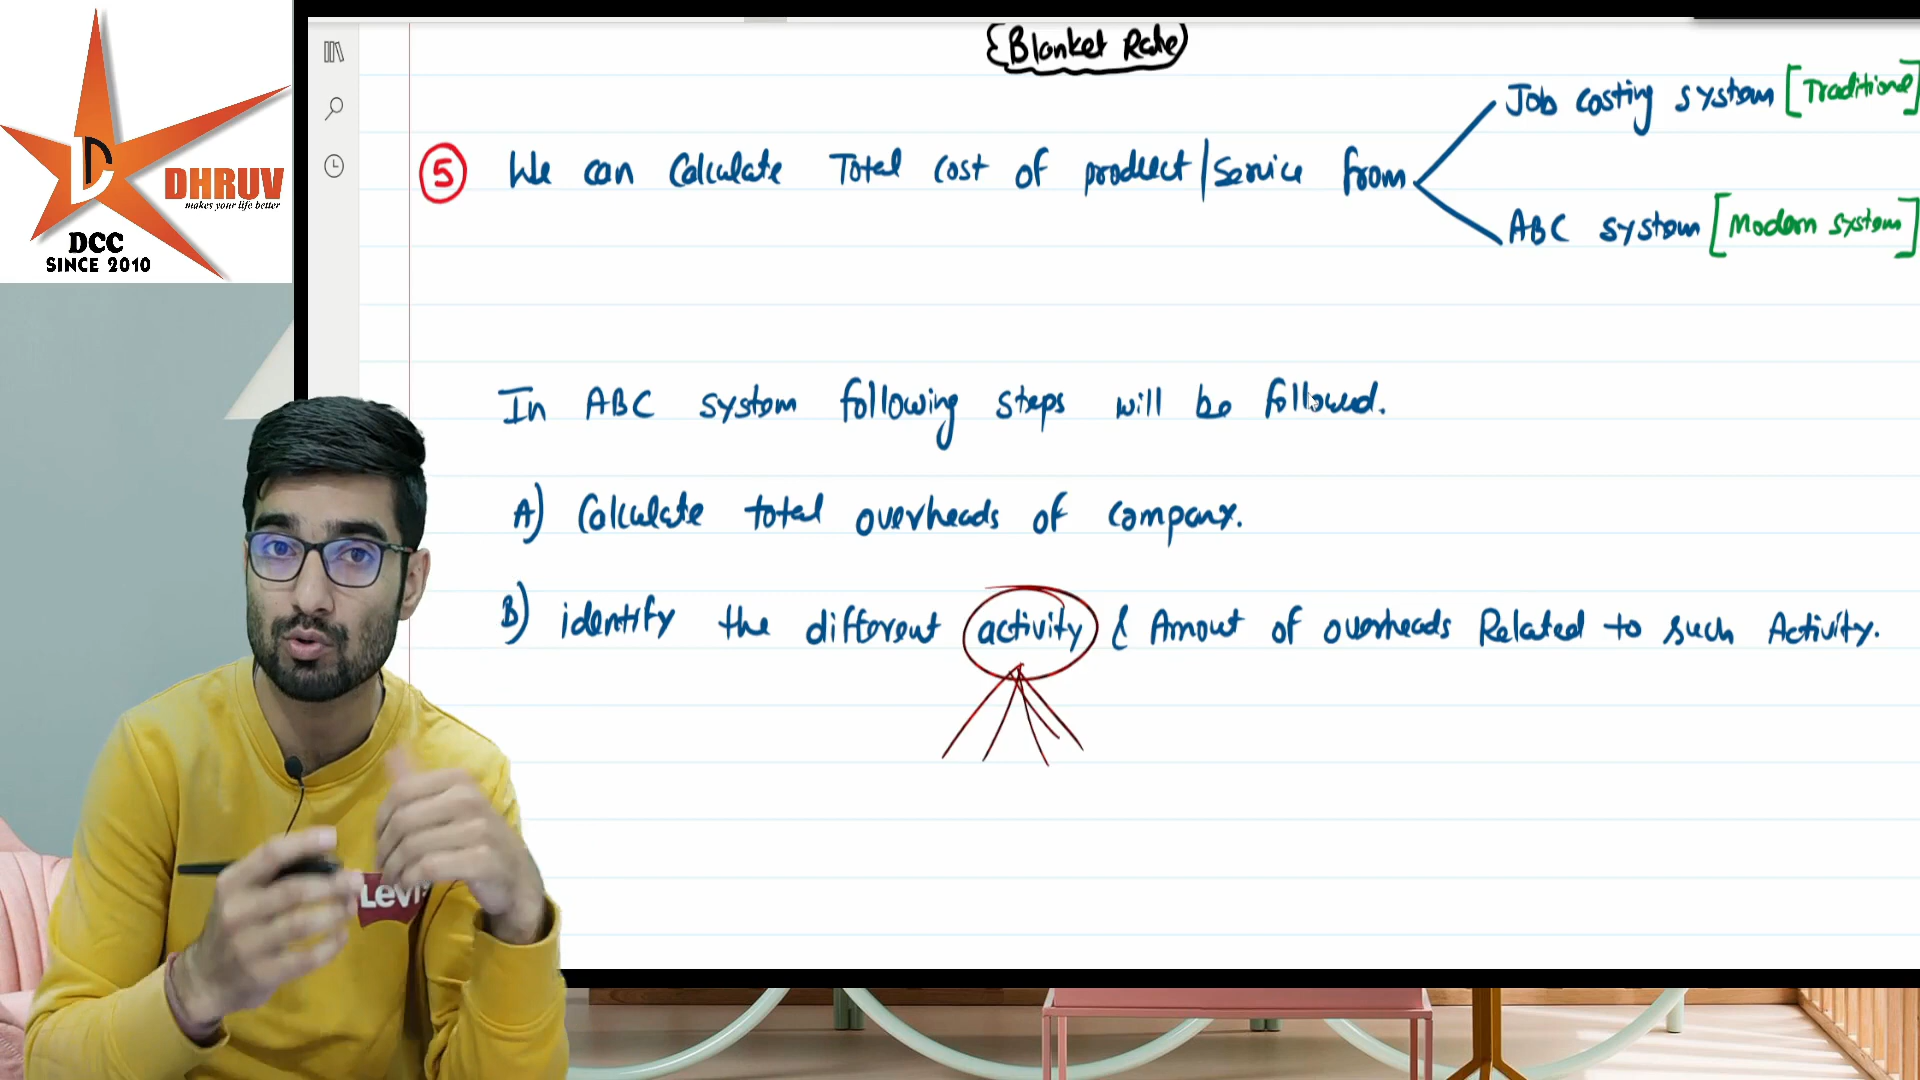 {Blanket Rate}
Job costing system [Traditional]
⑤ We can Calculate Total cost of product/Service from
ABC system [Modern system]
In ABC system following steps will be followed.
A) Calculate total overheads of company.
B) identify the different activity & Amount of overheads Related to such Activity.
DC
DHRUV
makes your life better
DCC
SINCE 2010
Levi's